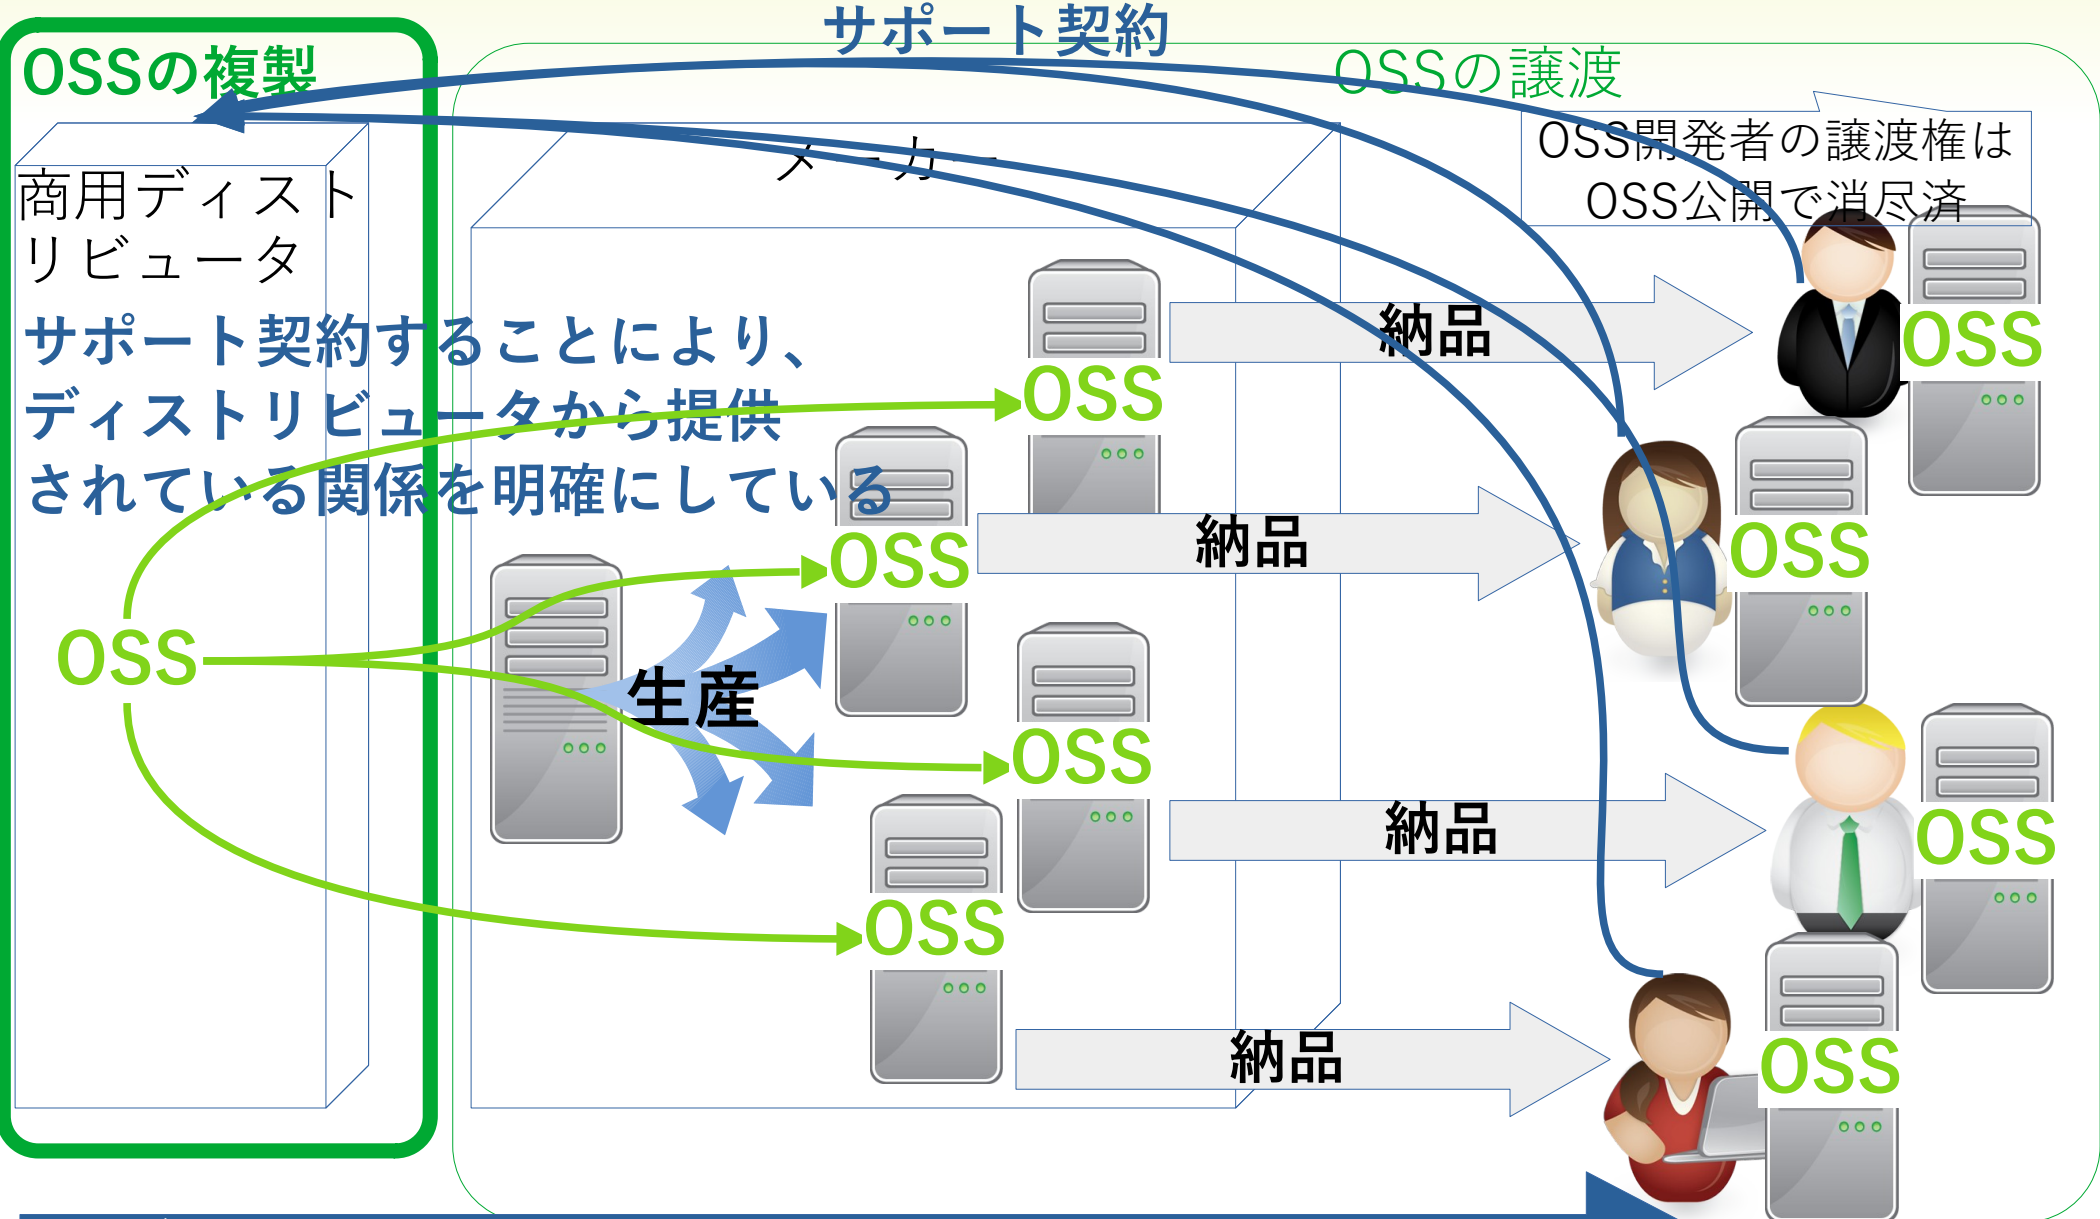 サポート契約
OSSの複製
OSSの譲渡
OSS開発者の譲渡権は
OSS公開で消尽済
商用ディスト
リビュータ
メーカー
サポート契約することにより、
ディストリビュータから提供
されている関係を明確にしている
OSS
生産
OSS
OSS
OSS
OSS
納品
納品
納品
納品
OSS
OSS
OSS
OSS